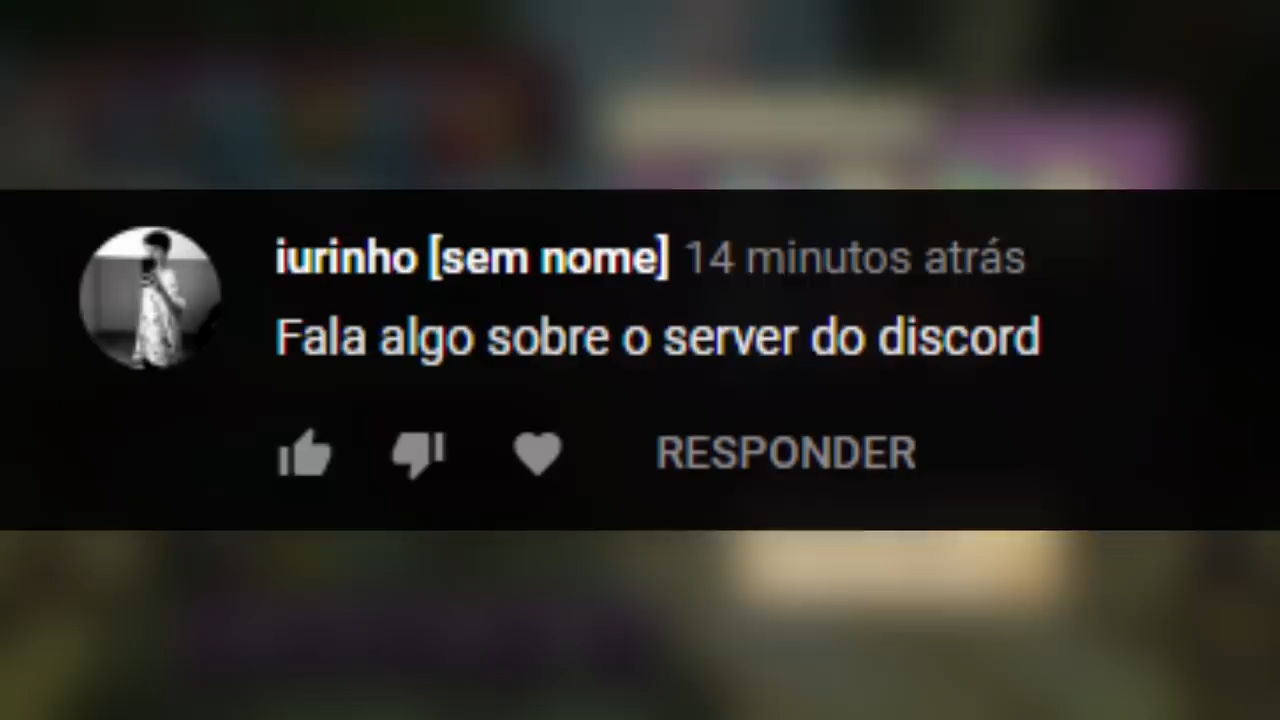 iurinho [sem nome] 14 minutos atrás
Fala algo sobre o server do discord
RESPONDER